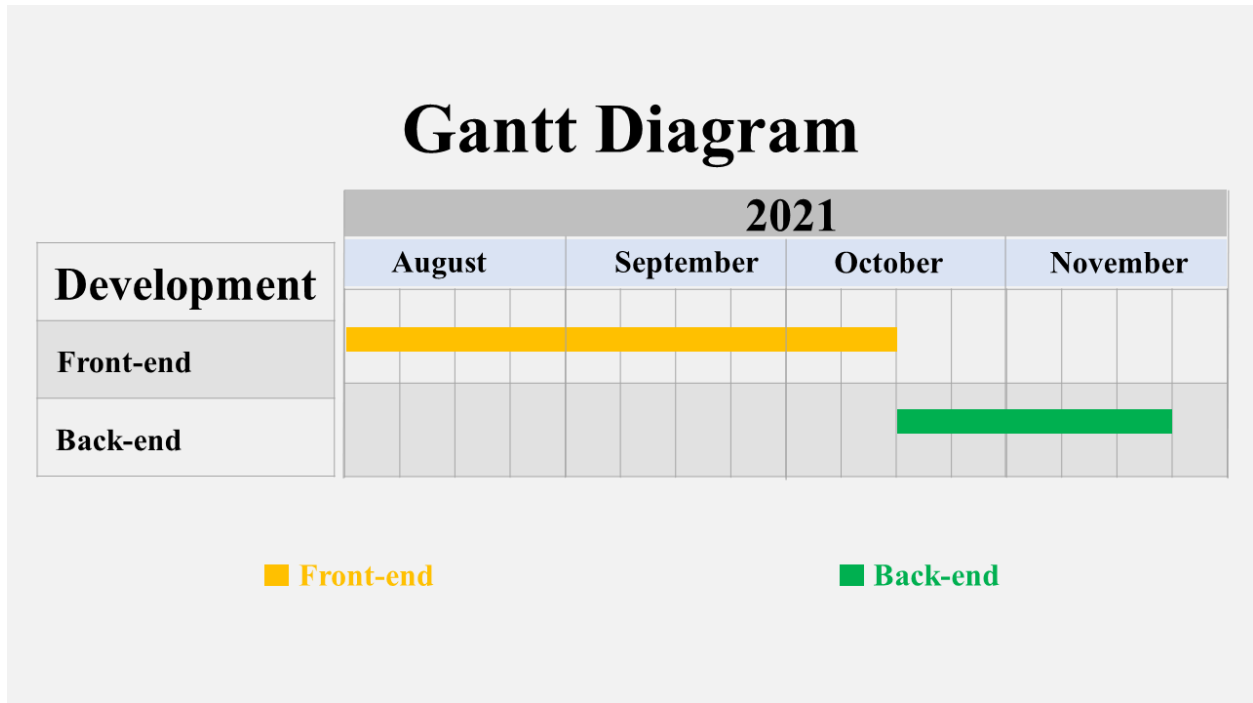 Gantt Diagram
2021
August September October November
Development
Front-end
Back-end
Front-end Back-end